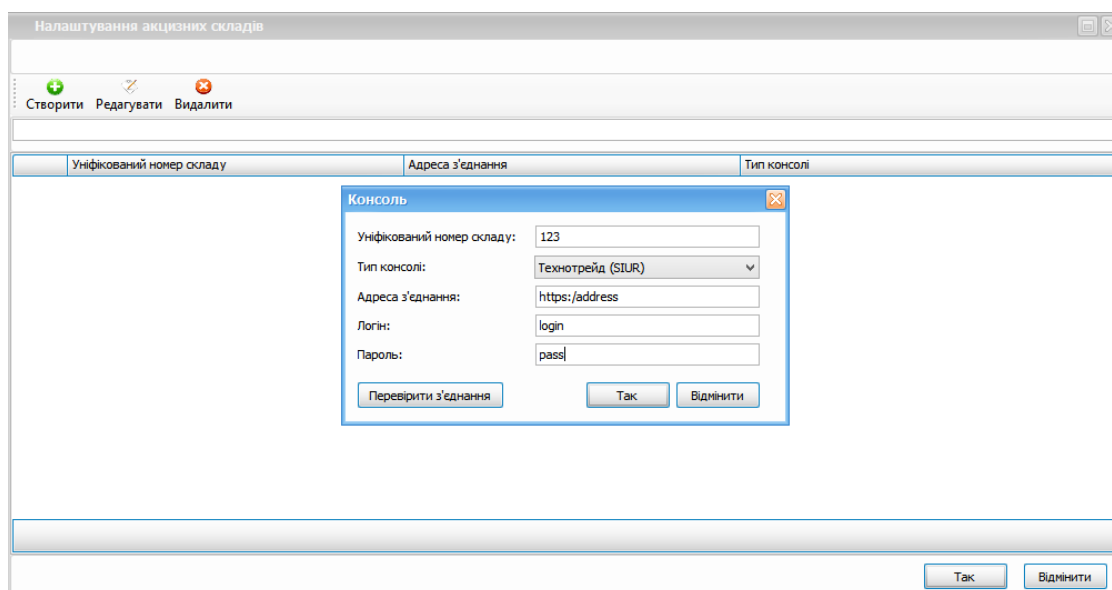 Налаштування акцизних складів
Створити Редагувати Видалити
Уніфікований номер складу Адреса з'єднання Тип консолі
Консоль
Уніфікований номер складу: 123
Тип консолі: Технотрейд (SIUR)
Адреса з'єднання: https:/address
Логін: login
Пароль: pass
Перевірити з'єднання Так Відмінити
Так Відмінити